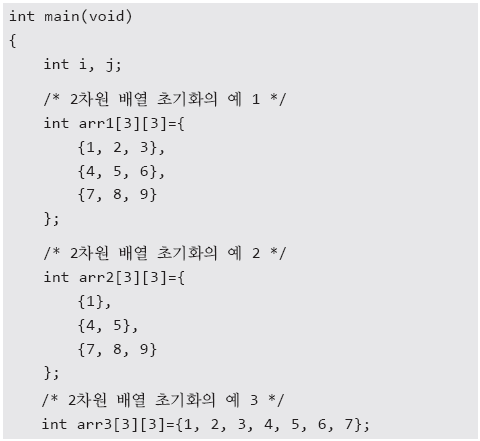 int main(void)
{
    int i, j;
    /* 2차원 배열 초기화의 예 1 */
    int arr1[3][3]={
        {1, 2, 3},
        {4, 5, 6},
        {7, 8, 9}
    };
    /* 2차원 배열 초기화의 예 2 */
    int arr2[3][3]={
        {1},
        {4, 5},
        {7, 8, 9}
    };
    /* 2차원 배열 초기화의 예 3 */
    int arr3[3][3]={1, 2, 3, 4, 5, 6, 7};